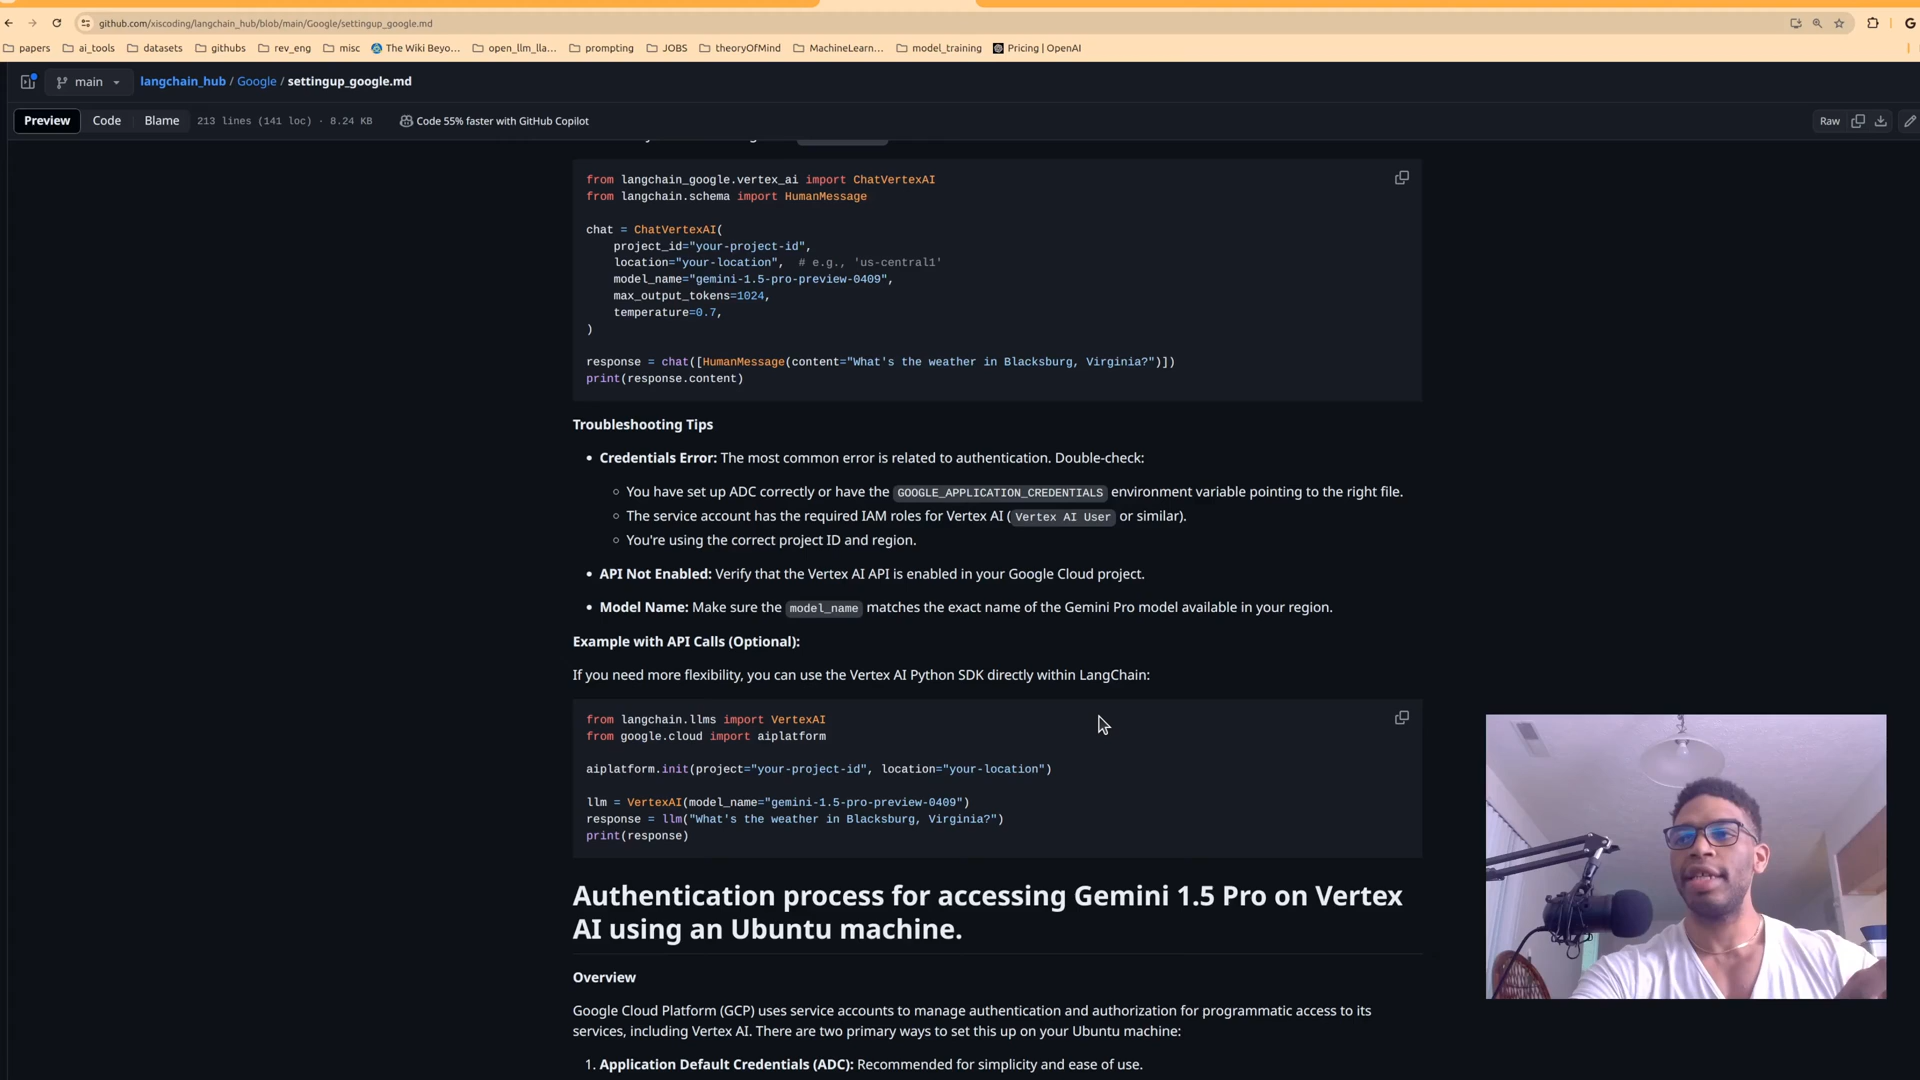 github.com/xiscoding/langchain_hub/blob/main/Google/settingup_google.md
papers ai_tools datasets githubs rev_eng misc The Wiki Beyo... open_llm_lla... prompting JOBS theoryOfMind MachineLearn... model_training Pricing | OpenAI
main langchain_hub / Google / settingup_google.md
Preview Code Blame 213 lines (141 loc) · 8.24 KB Code 55% faster with GitHub Copilot Raw
from langchain_google.vertex_ai import ChatVertexAI
from langchain.schema import HumanMessage
chat = ChatVertexAI(
project_id="your-project-id",
location="your-location", # e.g., 'us-central1'
model_name="gemini-1.5-pro-preview-0409",
max_output_tokens=1024,
temperature=0.7,
)
response = chat([HumanMessage(content="What's the weather in Blacksburg, Virginia?")])
print(response.content)
Troubleshooting Tips
• Credentials Error: The most common error is related to authentication. Double-check:
○ You have set up ADC correctly or have the GOOGLE_APPLICATION_CREDENTIALS environment variable pointing to the right file.
○ The service account has the required IAM roles for Vertex AI (Vertex AI User or similar).
○ You're using the correct project ID and region.
• API Not Enabled: Verify that the Vertex AI API is enabled in your Google Cloud project.
• Model Name: Make sure the model_name matches the exact name of the Gemini Pro model available in your region.
Example with API Calls (Optional):
If you need more flexibility, you can use the Vertex AI Python SDK directly within LangChain:
from langchain.llms import VertexAI
from google.cloud import aiplatform
aiplatform.init(project="your-project-id", location="your-location")
llm = VertexAI(model_name="gemini-1.5-pro-preview-0409")
response = llm("What's the weather in Blacksburg, Virginia?")
print(response)
Authentication process for accessing Gemini 1.5 Pro on Vertex
AI using an Ubuntu machine.
Overview
Google Cloud Platform (GCP) uses service accounts to manage authentication and authorization for programmatic access to its
services, including Vertex AI. There are two primary ways to set this up on your Ubuntu machine:
1. Application Default Credentials (ADC): Recommended for simplicity and ease of use.